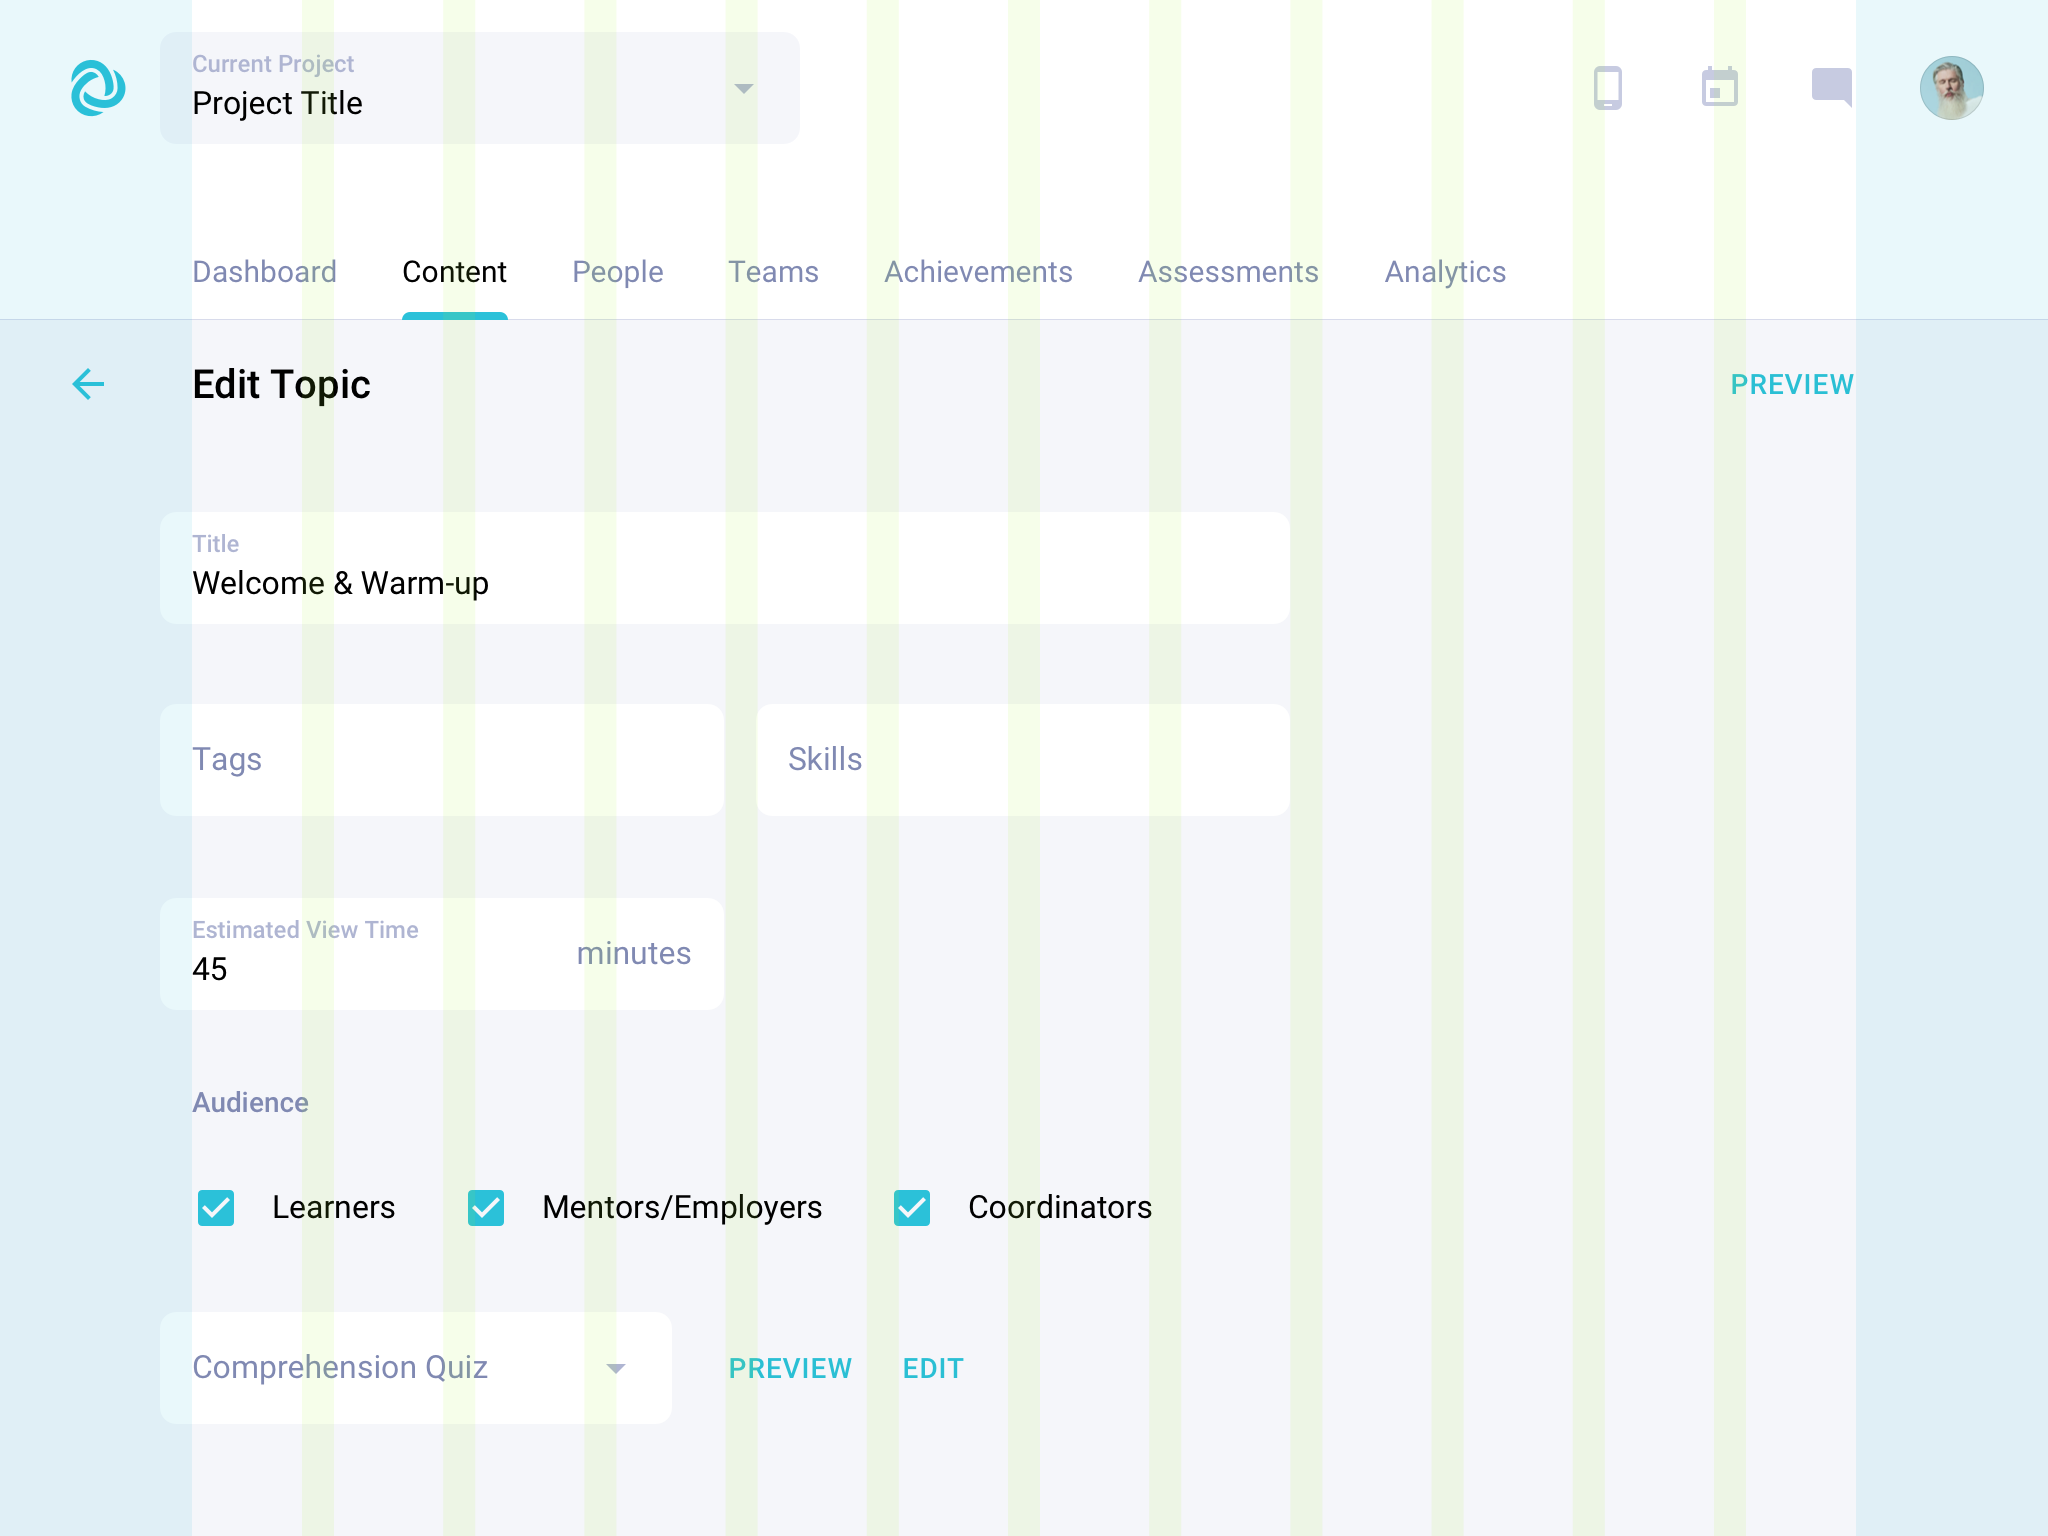 Current Project
Project Title
Dashboard Content People Teams Achievements Assessments Analytics
Edit Topic PREVIEW
Title
Welcome & Warm-up
Tags Skills
Estimated View Time
45 minutes
Audience
Learners Mentors/Employers Coordinators
Comprehension Quiz PREVIEW EDIT